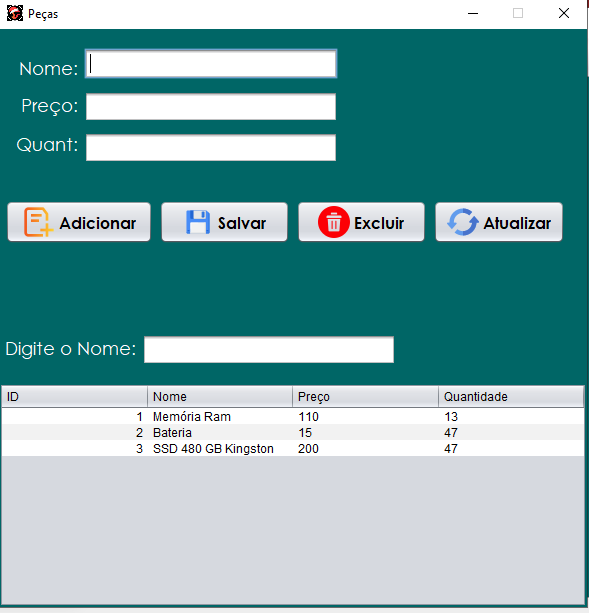 Peças
Nome:
Preço:
Quant:
Adicionar Salvar Excluir Atualizar
Digite o Nome:
ID Nome Preço Quantidade
1 Memória Ram 110 13
2 Bateria 15 47
3 SSD 480 GB Kingston 200 47